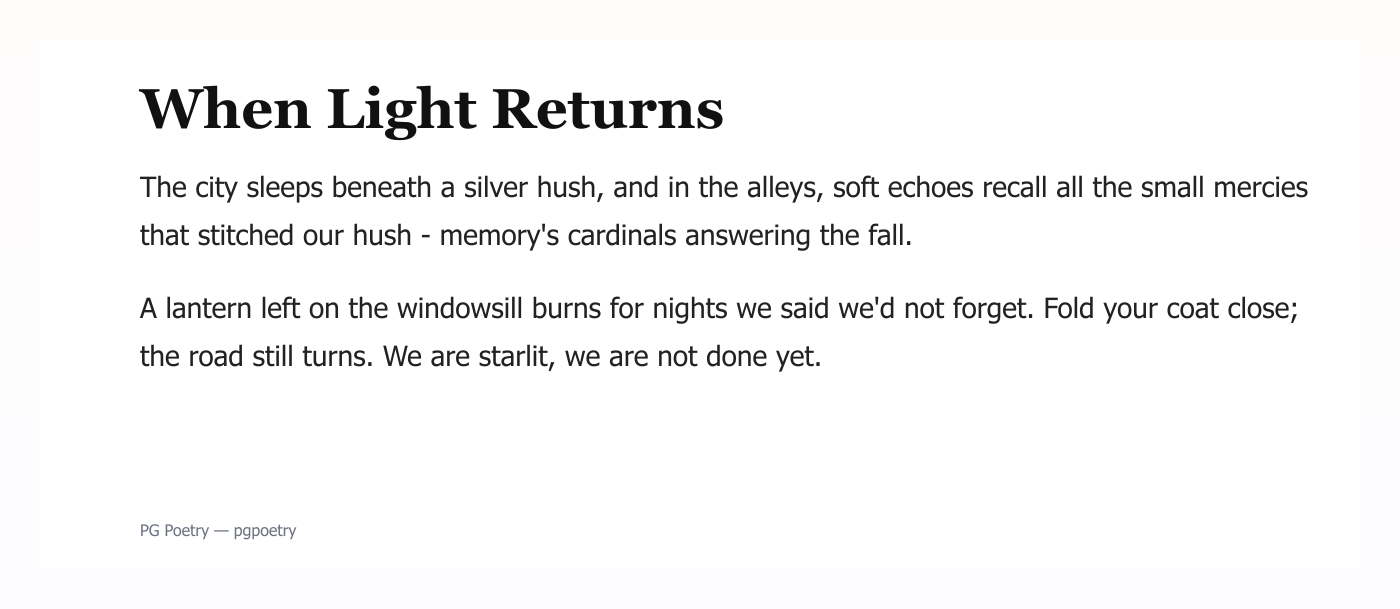 When Light Returns
The city sleeps beneath a silver hush, and in the alleys, soft echoes recall all the small mercies
that stitched our hush - memory's cardinals answering the fall.
A lantern left on the windowsill burns for nights we said we'd not forget. Fold your coat close;
the road still turns. We are starlit, we are not done yet.
PG Poetry — pgpoetry